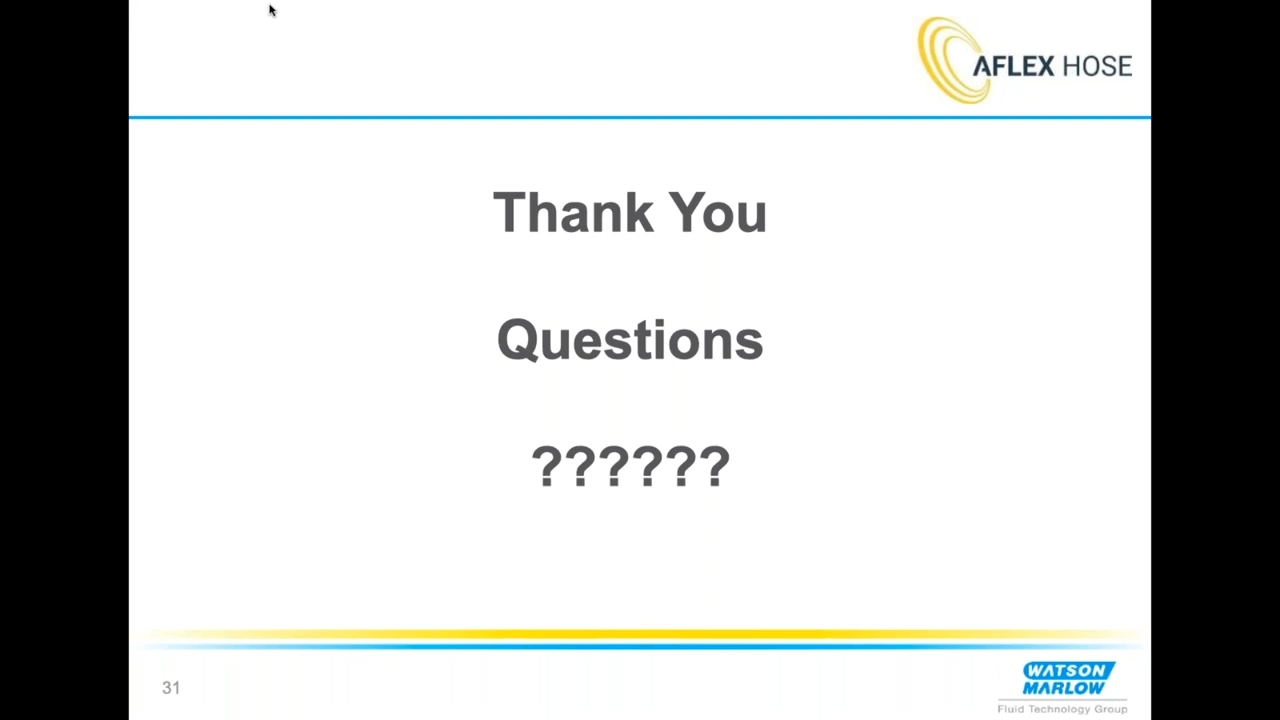 AFLEX HOSE
Thank You
Questions
??????
31
WATSON
MARLOW
Fluid Technology Group